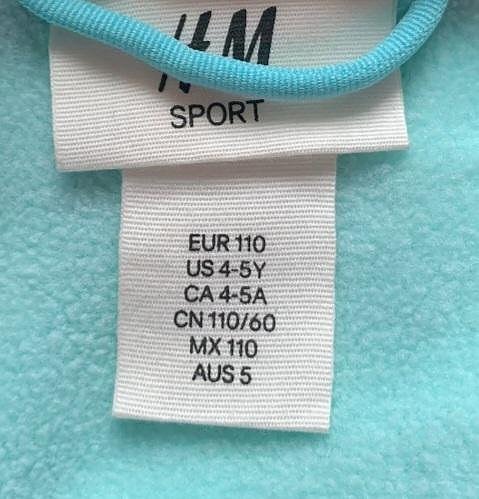 H&M
SPORT
EUR 110
US 4-5Y
CA 4-5A
CN 110/60
MX 110
AUS 5